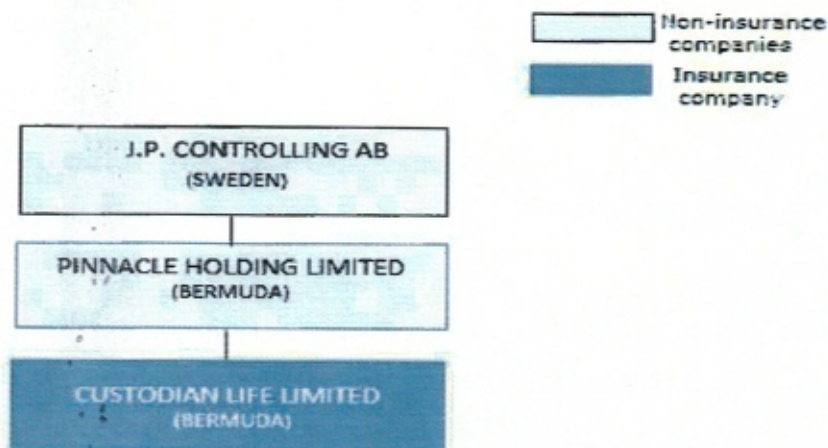 Non-insurance
companies
Insurance
company
J.P. CONTROLLING AB
(SWEDEN)
PINNACLE HOLDING LIMITED
(BERMUDA)
CUSTODIAN LIFE LIMITED
(BERMUDA)